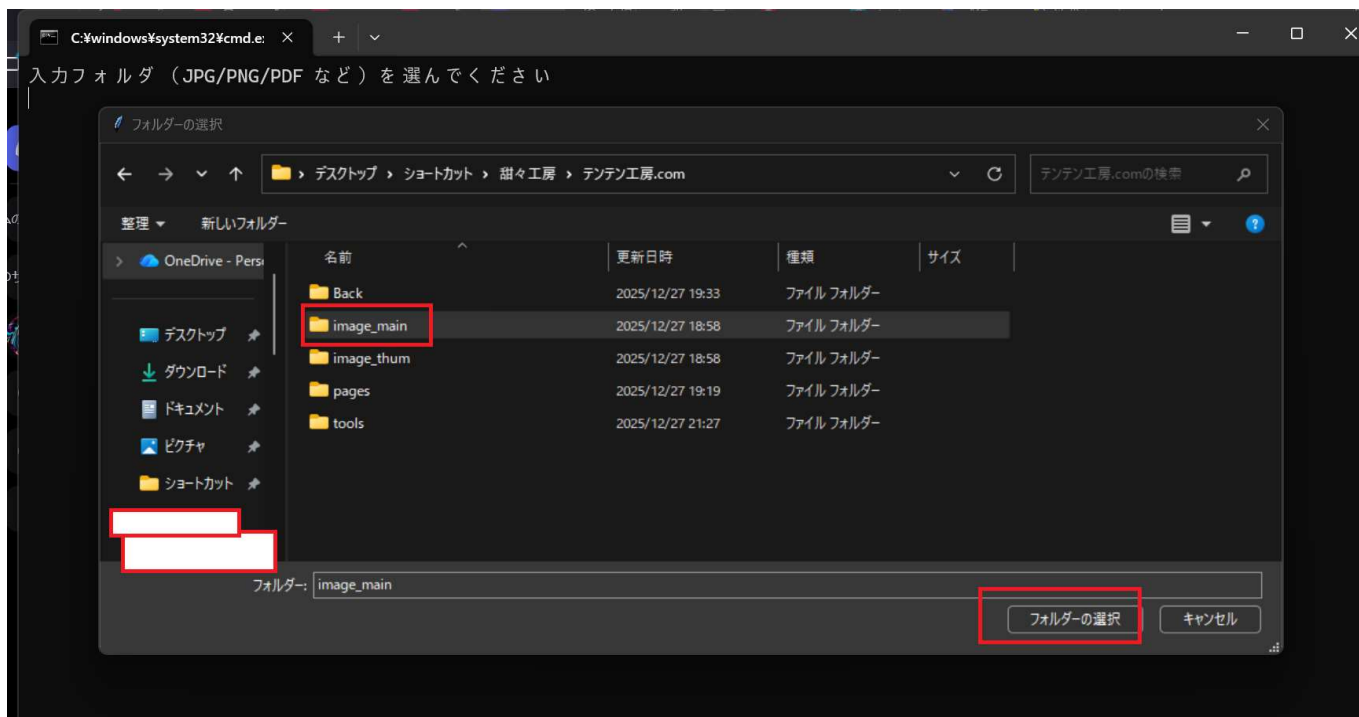 C:¥windows¥system32¥cmd.e:
入力フォルダ（JPG/PNG/PDF など）を選んでください
フォルダーの選択
デスクトップ › ショートカット › 甜々工房 › テンテン工房.com
テンテン工房.comの検索
整理 新しいフォルダー
OneDrive - Perso
デスクトップ
ダウンロード
ドキュメント
ピクチャ
ショートカット
名前 更新日時 種類 サイズ
Back 2025/12/27 19:33 ファイル フォルダー
image_main 2025/12/27 18:58 ファイル フォルダー
image_thum 2025/12/27 18:58 ファイル フォルダー
pages 2025/12/27 19:19 ファイル フォルダー
tools 2025/12/27 21:27 ファイル フォルダー
フォルダー: image_main
フォルダーの選択 キャンセル